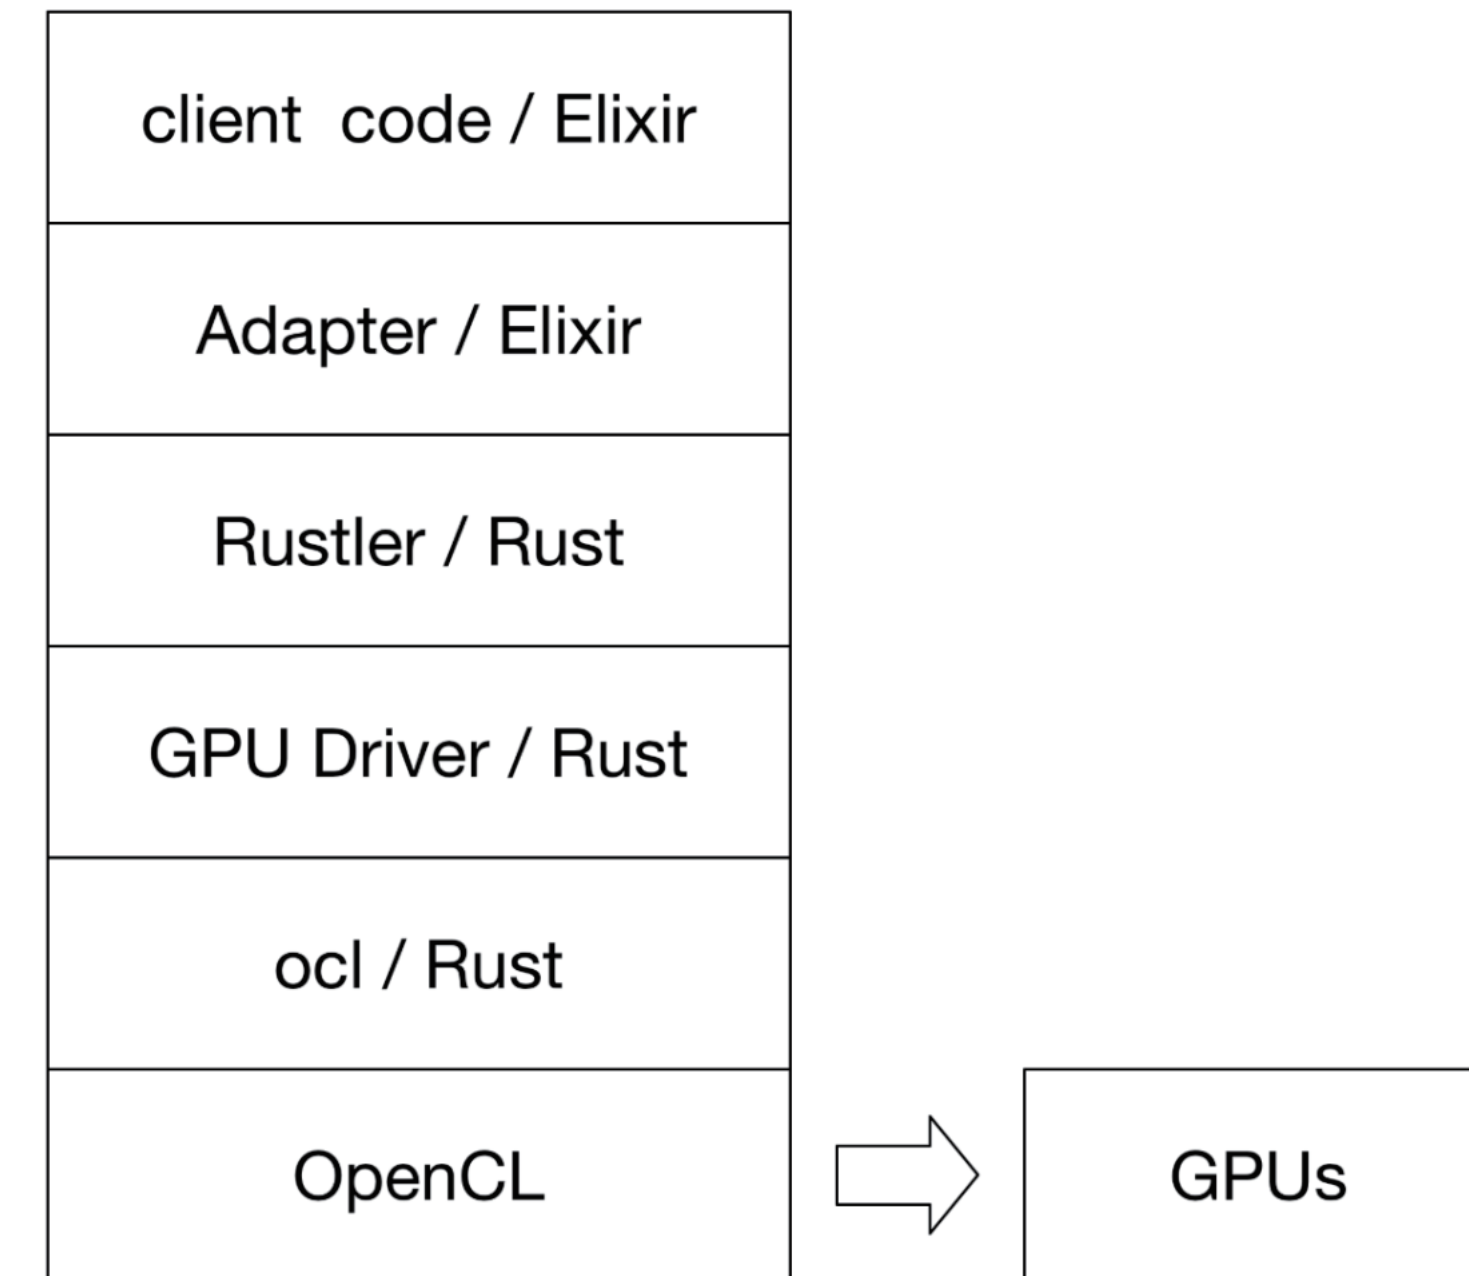 client code / Elixir
Adapter / Elixir
Rustler / Rust
GPU Driver / Rust
ocl / Rust
OpenCL
GPUs